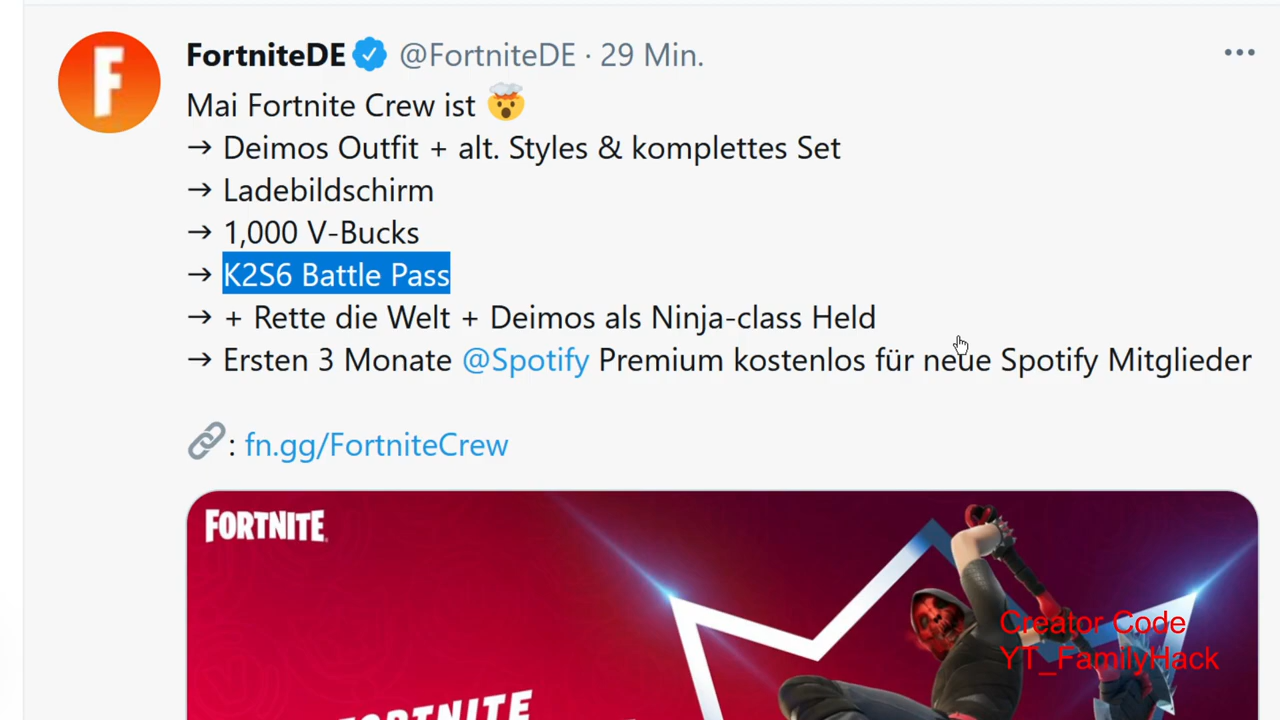 FortniteDE @FortniteDE · 29 Min.
Mai Fortnite Crew ist 🤯
→ Deimos Outfit + alt. Styles & komplettes Set
→ Ladebildschirm
→ 1,000 V-Bucks
→ K2S6 Battle Pass
→ + Rette die Welt + Deimos als Ninja-class Held
→ Ersten 3 Monate @Spotify Premium kostenlos für neue Spotify Mitglieder
🔗: fn.gg/FortniteCrew
FORTNITE
Creator Code
YT_FamilyHack
FORTNITE